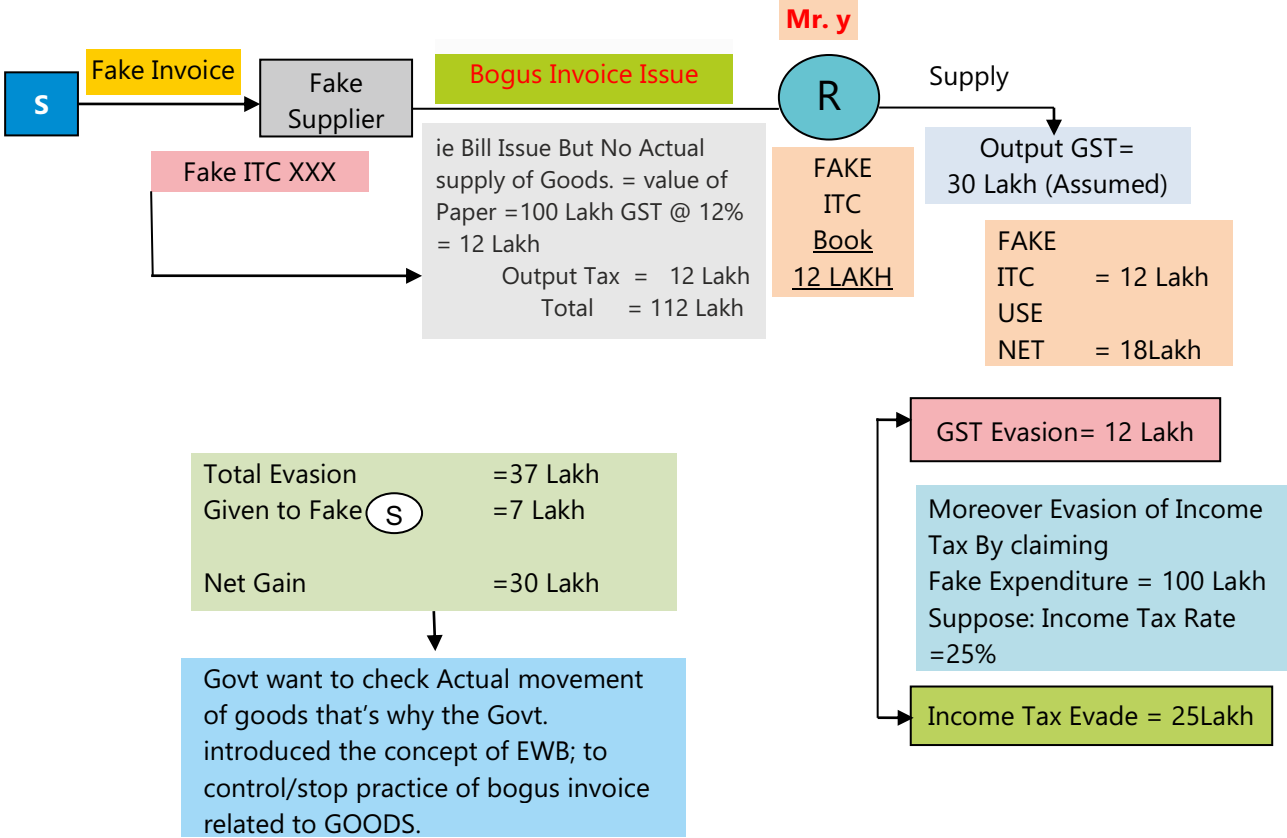 Mr. y
S
Fake Invoice
Fake
Supplier
Bogus Invoice Issue
R
Supply
Fake ITC XXX
ie Bill Issue But No Actual
supply of Goods. = value of
Paper =100 Lakh GST @ 12%
= 12 Lakh
Output Tax = 12 Lakh
Total = 112 Lakh
FAKE
ITC
Book
12 LAKH
Output GST=
30 Lakh (Assumed)
FAKE
ITC = 12 Lakh
USE
NET = 18Lakh
GST Evasion= 12 Lakh
Moreover Evasion of Income
Tax By claiming
Fake Expenditure = 100 Lakh
Suppose: Income Tax Rate
=25%
Income Tax Evade = 25Lakh
Total Evasion =37 Lakh
Given to Fake S =7 Lakh
Net Gain =30 Lakh
Govt want to check Actual movement
of goods that’s why the Govt.
introduced the concept of EWB; to
control/stop practice of bogus invoice
related to GOODS.